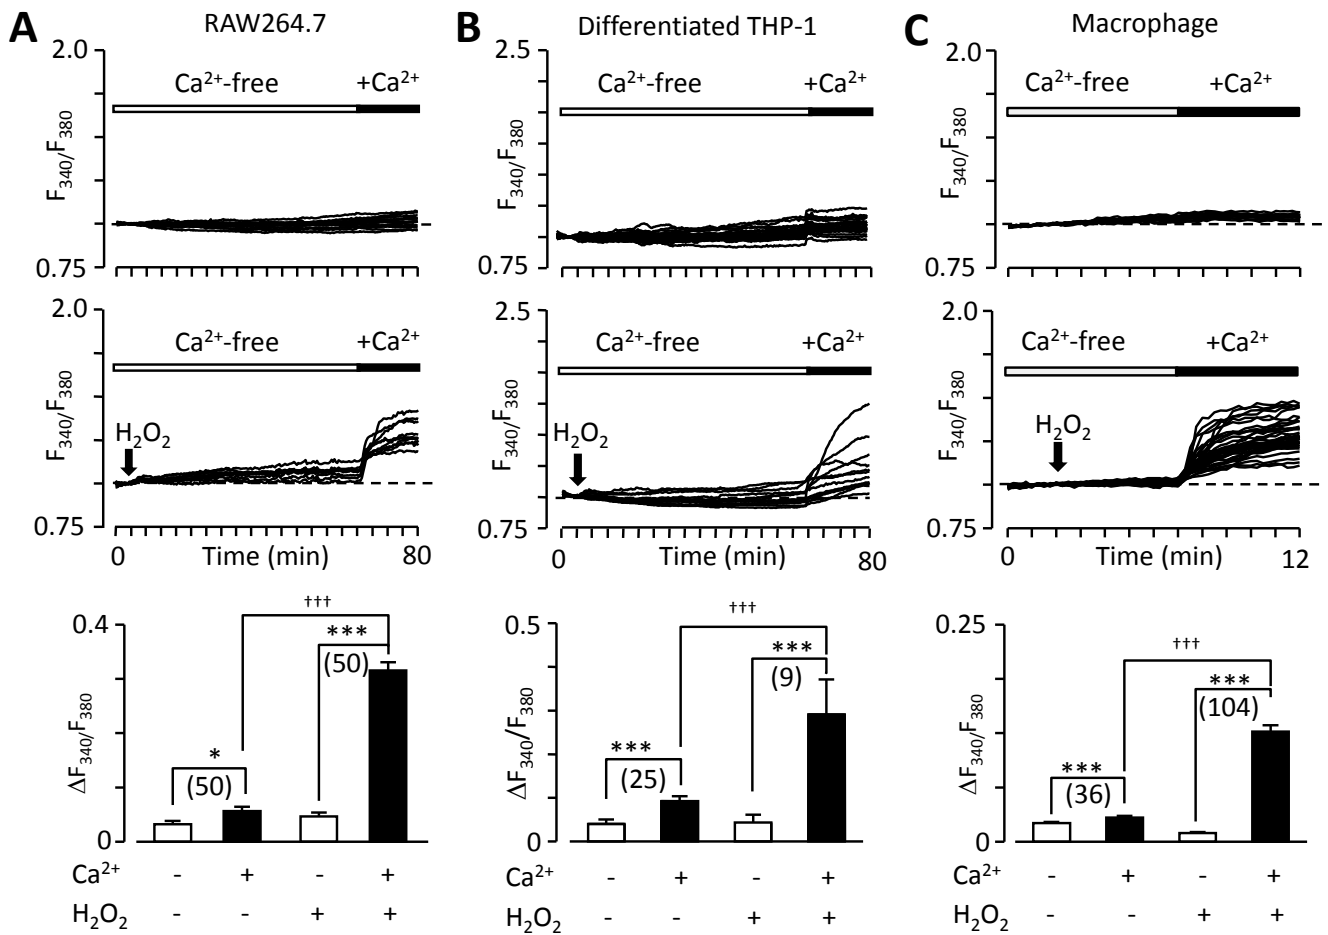 A RAW264.7
2.0
Ca²⁺-free +Ca²⁺
F₃₄₀/F₃₈₀
0.75
2.0
Ca²⁺-free +Ca²⁺
F₃₄₀/F₃₈₀
H₂O₂
0.75
0 Time (min) 80
†††
0.4
***
(50)
ΔF₃₄₀/F₃₈₀
*
(50)
0
Ca²⁺ - + - +
H₂O₂ - - + +
B Differentiated THP-1
2.5
Ca²⁺-free +Ca²⁺
F₃₄₀/F₃₈₀
0.75
2.5
Ca²⁺-free +Ca²⁺
F₃₄₀/F₃₈₀
H₂O₂
0.75
0 Time (min) 80
†††
0.5
***
(9)
ΔF₃₄₀/F₃₈₀
***
(25)
0
Ca²⁺ - + - +
H₂O₂ - - + +
C Macrophage
2.0
Ca²⁺-free +Ca²⁺
F₃₄₀/F₃₈₀
0.75
2.0
Ca²⁺-free +Ca²⁺
F₃₄₀/F₃₈₀
H₂O₂
0.75
0 Time (min) 12
0.25
†††
***
(104)
ΔF₃₄₀/F₃₈₀
***
(36)
0
Ca²⁺ - + - +
H₂O₂ - - + +